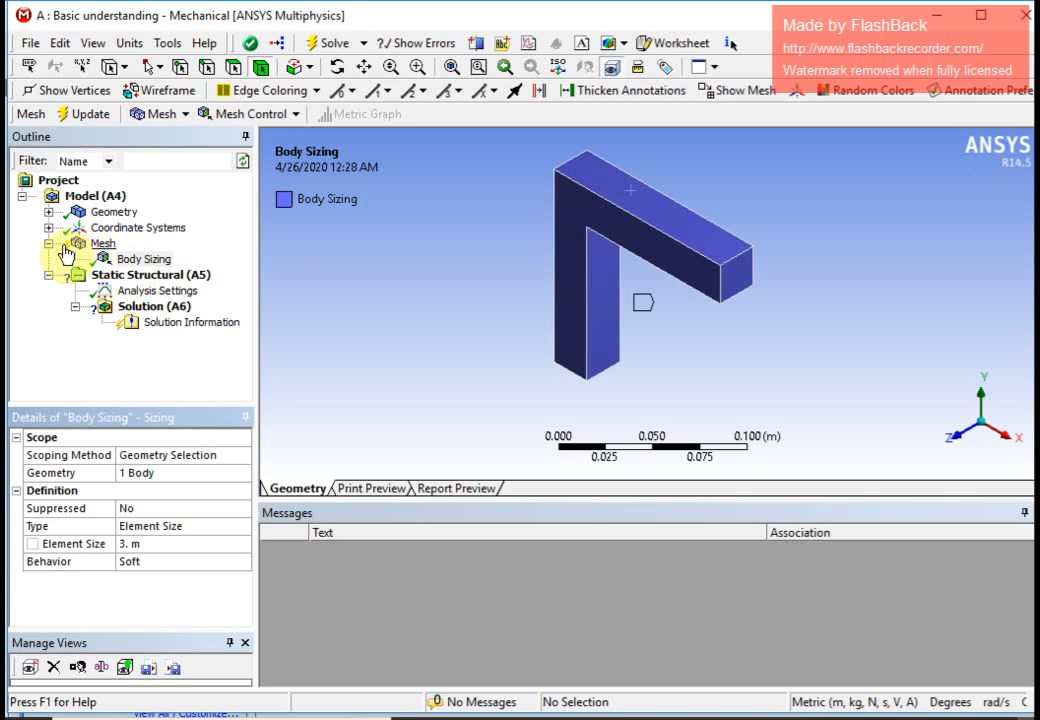 A : Basic understanding - Mechanical [ANSYS Multiphysics]
Made by FlashBack
http://www.flashbackrecorder.com/
Watermark removed when fully licensed
File Edit View Units Tools Help Solve ?/ Show Errors Worksheet
Show Vertices Wireframe Edge Coloring Thicken Annotations Show Mesh Random Colors Annotation Prefe
Mesh Update Mesh Mesh Control Metric Graph
Outline
Filter: Name
Project
Model (A4)
Geometry
Coordinate Systems
Mesh
Body Sizing
Static Structural (A5)
Analysis Settings
Solution (A6)
Solution Information
Body Sizing
4/26/2020 12:28 AM
Body Sizing
ANSYS
R14.5
Y
Z
X
0.000 0.050 0.100 (m)
0.025 0.075
Details of "Body Sizing" - Sizing
Scope
Scoping Method Geometry Selection
Geometry 1 Body
Definition
Suppressed No
Type Element Size
Element Size 3. m
Behavior Soft
Geometry Print Preview Report Preview
Messages
Text Association
Manage Views
Press F1 for Help No Messages No Selection Metric (m, kg, N, s, V, A) Degrees rad/s C
View All / Customize...